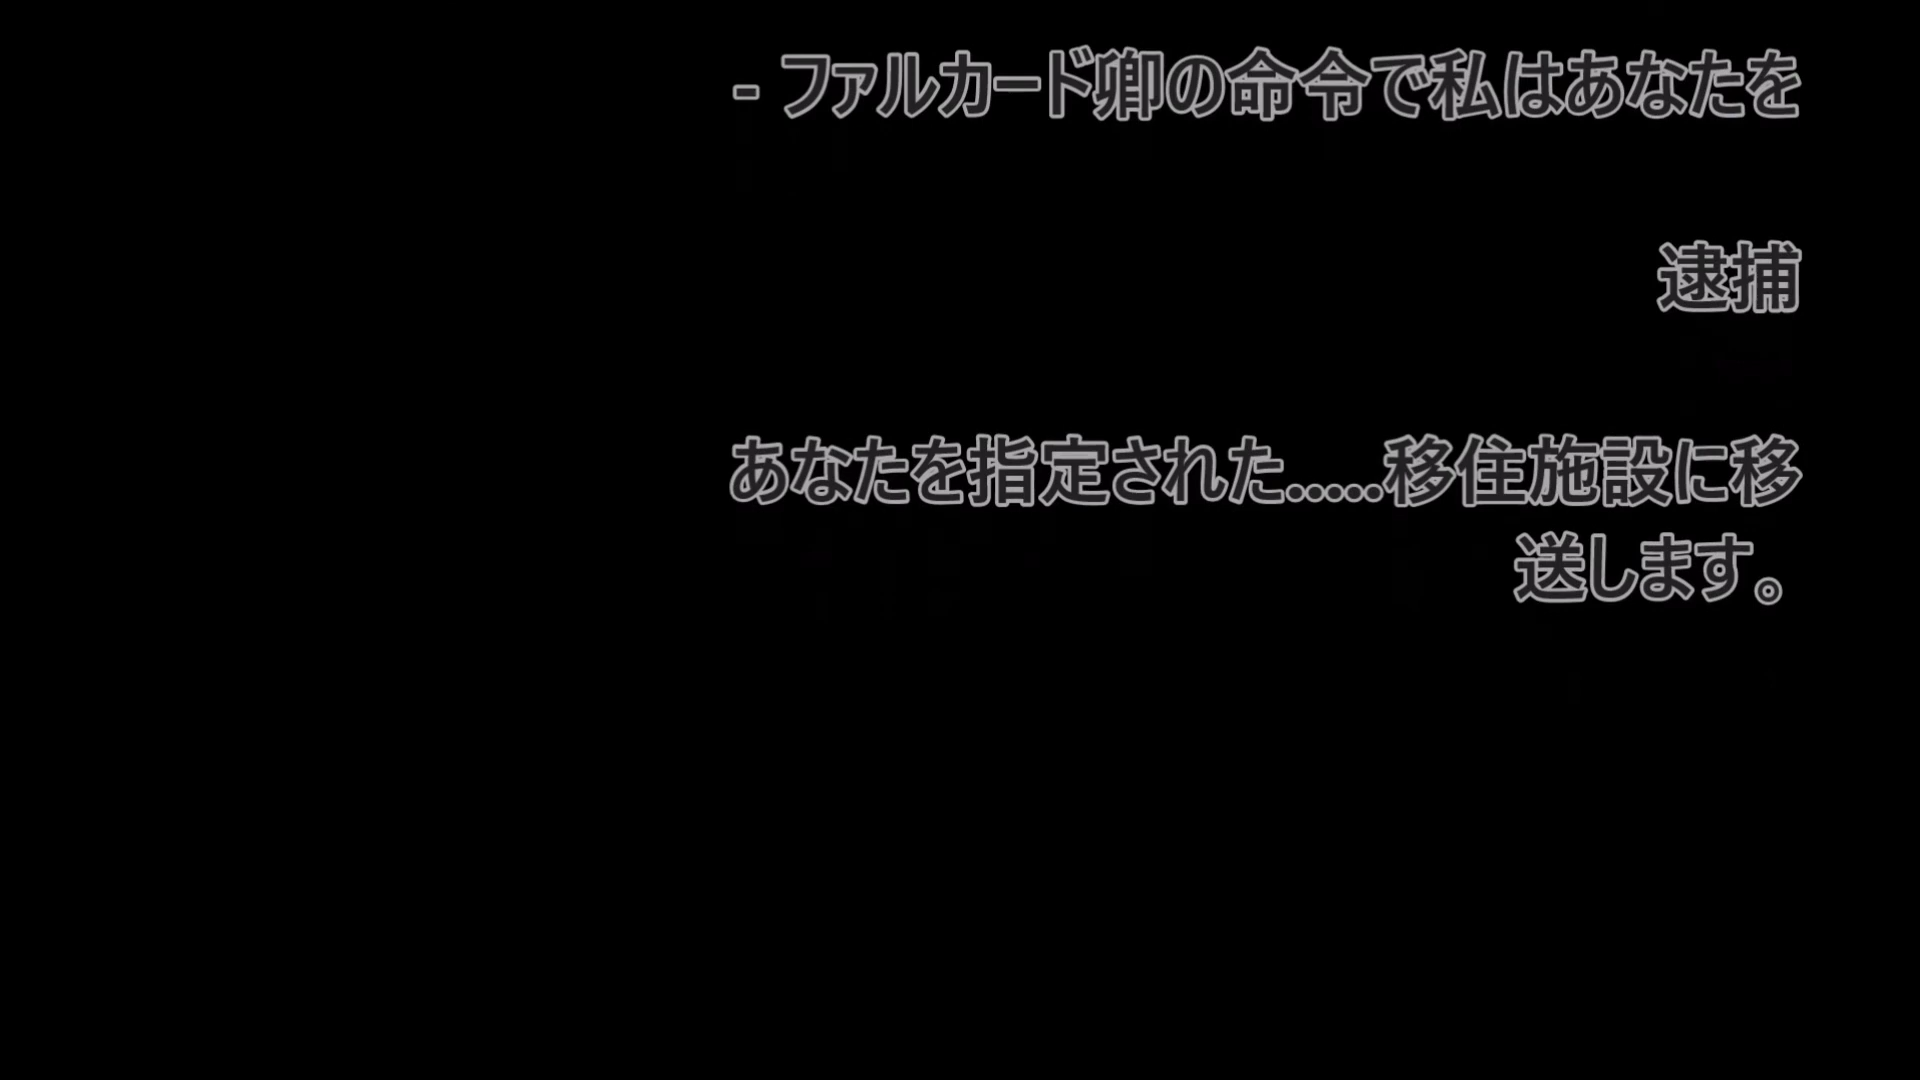 - ファルカード卿の命令で私はあなたを
逮捕
あなたを指定された.....移住施設に移
送します。